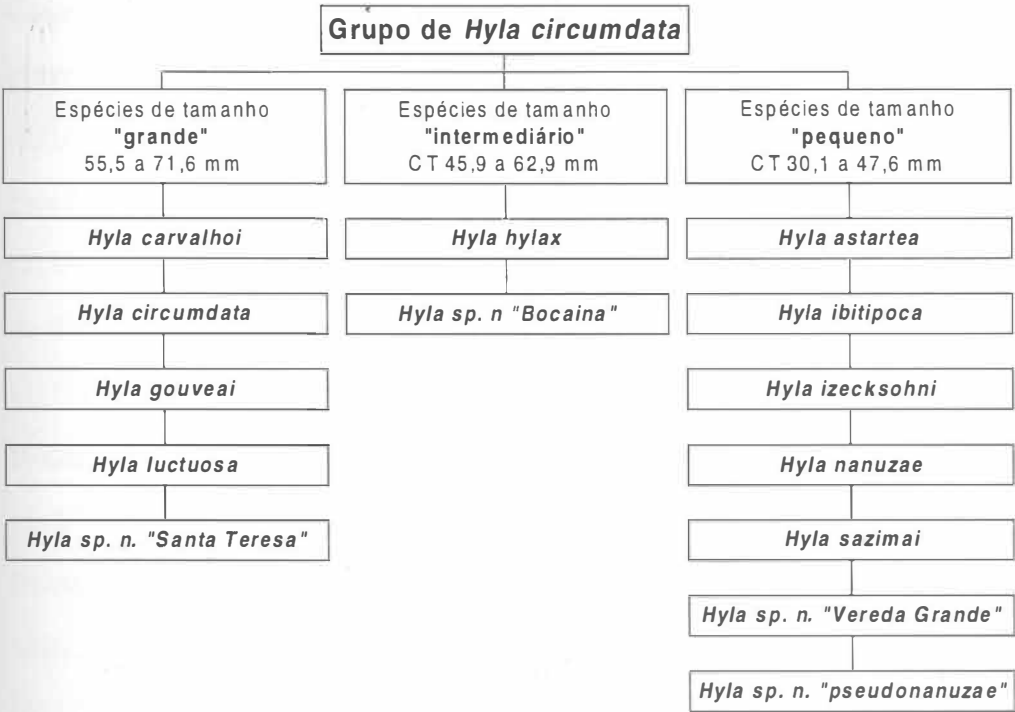 Grupo de Hyla circumdata
Espécies de tamanho
"grande"
55,5 a 71,6 mm
Hyla carvalhoi
Hyla circumdata
Hyla gouveai
Hyla luctuosa
Hyla sp. n. "Santa Teresa"
Espécies de tamanho
"intermediário"
CT 45,9 a 62,9 mm
Hyla hylax
Hyla sp. n "Bocaina"
Espécies de tamanho
"pequeno"
CT 30,1 a 47,6 mm
Hyla astartea
Hyla ibitipoca
Hyla izecksohni
Hyla nanuzae
Hyla sazimai
Hyla sp. n. "Vereda Grande"
Hyla sp. n. "pseudonanuzae"